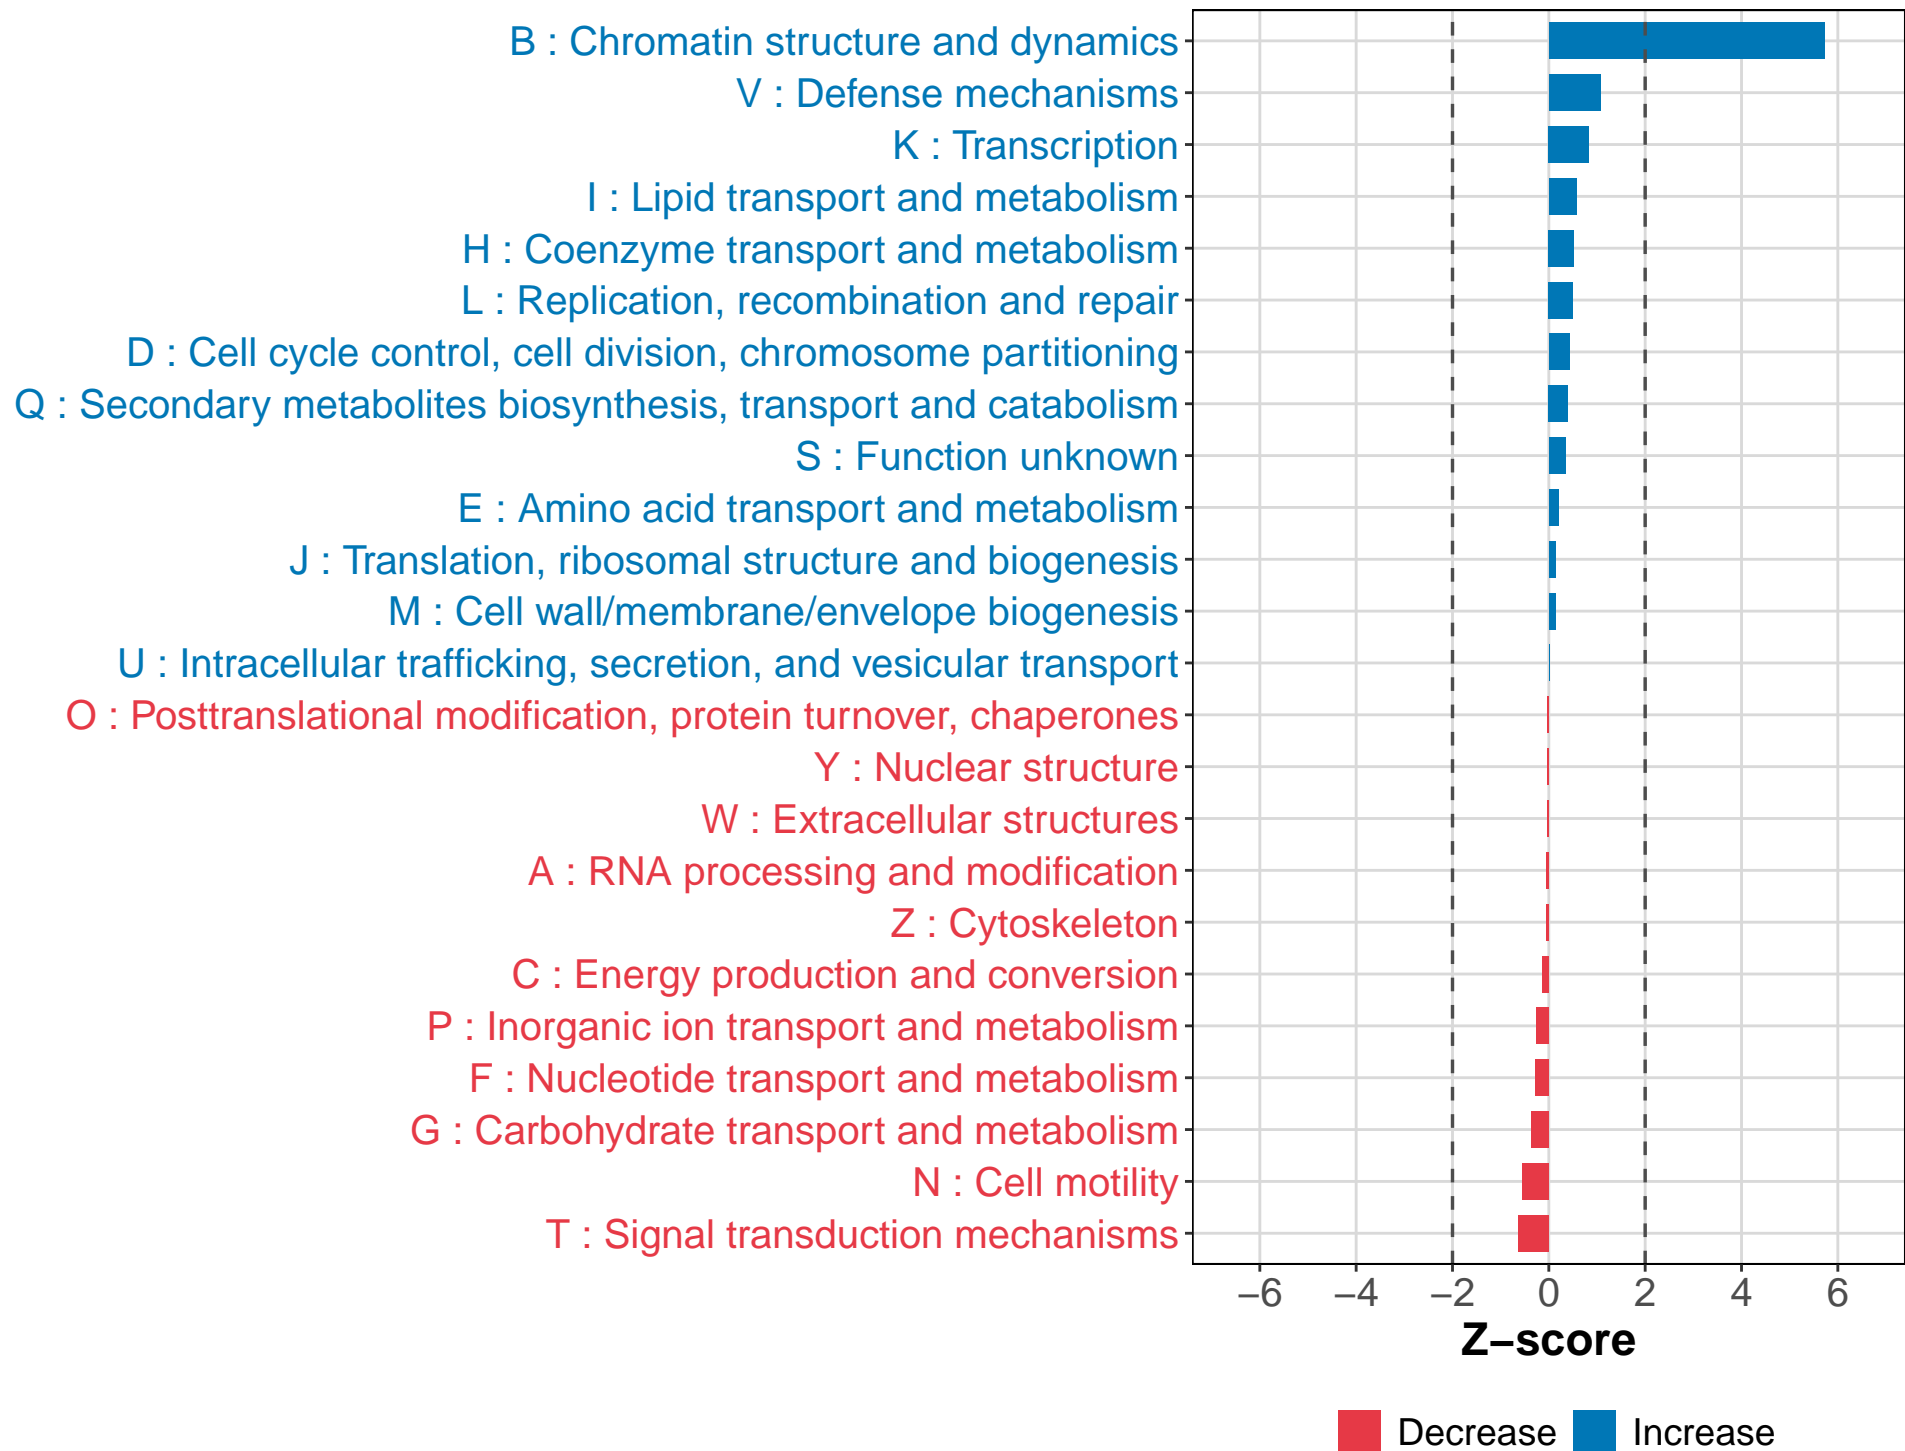 B : Chromatin structure and dynamics
V : Defense mechanisms
K : Transcription
I : Lipid transport and metabolism
H : Coenzyme transport and metabolism
L : Replication, recombination and repair
D : Cell cycle control, cell division, chromosome partitioning
Q : Secondary metabolites biosynthesis, transport and catabolism
S : Function unknown
E : Amino acid transport and metabolism
J : Translation, ribosomal structure and biogenesis
M : Cell wall/membrane/envelope biogenesis
U : Intracellular trafficking, secretion, and vesicular transport
O : Posttranslational modification, protein turnover, chaperones
Y : Nuclear structure
W : Extracellular structures
A : RNA processing and modification
Z : Cytoskeleton
C : Energy production and conversion
P : Inorganic ion transport and metabolism
F : Nucleotide transport and metabolism
G : Carbohydrate transport and metabolism
N : Cell motility
T : Signal transduction mechanisms
−6 −4 −2 0 2 4 6
Z−score
Decrease Increase